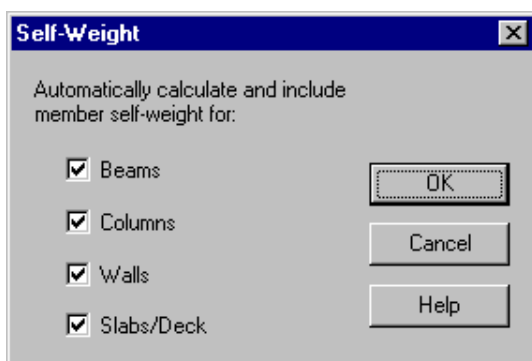 Self-Weight
Automatically calculate and include
member self-weight for:
Beams
Columns
Walls
Slabs/Deck
OK
Cancel
Help